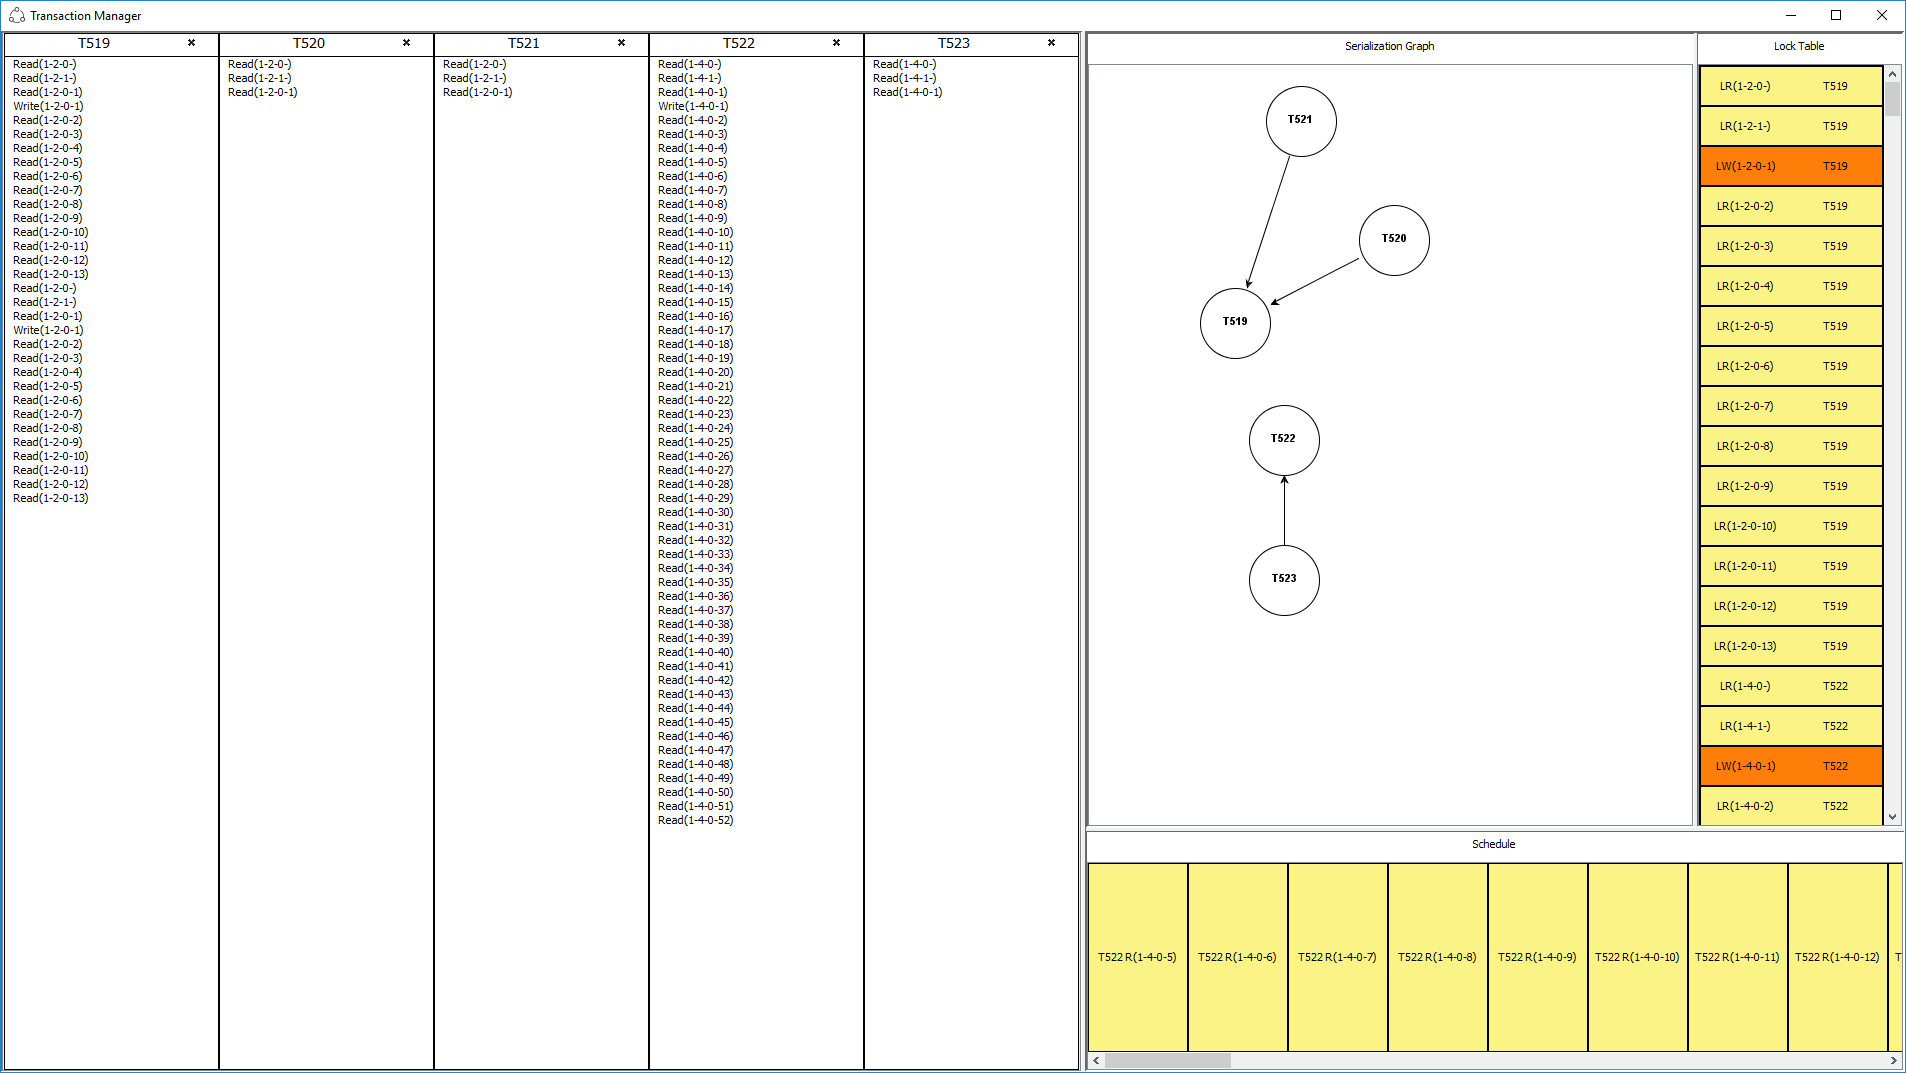 Transaction Manager
T519
Read(1-2-0-)
Read(1-2-1-)
Read(1-2-0-1)
Write(1-2-0-1)
Read(1-2-0-2)
Read(1-2-0-3)
Read(1-2-0-4)
Read(1-2-0-5)
Read(1-2-0-6)
Read(1-2-0-7)
Read(1-2-0-8)
Read(1-2-0-9)
Read(1-2-0-10)
Read(1-2-0-11)
Read(1-2-0-12)
Read(1-2-0-13)
Read(1-2-0-)
Read(1-2-1-)
Read(1-2-0-1)
Write(1-2-0-1)
Read(1-2-0-2)
Read(1-2-0-3)
Read(1-2-0-4)
Read(1-2-0-5)
Read(1-2-0-6)
Read(1-2-0-7)
Read(1-2-0-8)
Read(1-2-0-9)
Read(1-2-0-10)
Read(1-2-0-11)
Read(1-2-0-12)
Read(1-2-0-13)
T520
Read(1-2-0-)
Read(1-2-1-)
Read(1-2-0-1)
T521
Read(1-2-0-)
Read(1-2-1-)
Read(1-2-0-1)
T522
Read(1-4-0-)
Read(1-4-1-)
Read(1-4-0-1)
Write(1-4-0-1)
Read(1-4-0-2)
Read(1-4-0-3)
Read(1-4-0-4)
Read(1-4-0-5)
Read(1-4-0-6)
Read(1-4-0-7)
Read(1-4-0-8)
Read(1-4-0-9)
Read(1-4-0-10)
Read(1-4-0-11)
Read(1-4-0-12)
Read(1-4-0-13)
Read(1-4-0-14)
Read(1-4-0-15)
Read(1-4-0-16)
Read(1-4-0-17)
Read(1-4-0-18)
Read(1-4-0-19)
Read(1-4-0-20)
Read(1-4-0-21)
Read(1-4-0-22)
Read(1-4-0-23)
Read(1-4-0-24)
Read(1-4-0-25)
Read(1-4-0-26)
Read(1-4-0-27)
Read(1-4-0-28)
Read(1-4-0-29)
Read(1-4-0-30)
Read(1-4-0-31)
Read(1-4-0-32)
Read(1-4-0-33)
Read(1-4-0-34)
Read(1-4-0-35)
Read(1-4-0-36)
Read(1-4-0-37)
Read(1-4-0-38)
Read(1-4-0-39)
Read(1-4-0-40)
Read(1-4-0-41)
Read(1-4-0-42)
Read(1-4-0-43)
Read(1-4-0-44)
Read(1-4-0-45)
Read(1-4-0-46)
Read(1-4-0-47)
Read(1-4-0-48)
Read(1-4-0-49)
Read(1-4-0-50)
Read(1-4-0-51)
Read(1-4-0-52)
T523
Read(1-4-0-)
Read(1-4-1-)
Read(1-4-0-1)
Serialization Graph
T521
T520
T519
T522
T523
Lock Table
LR(1-2-0-) T519
LR(1-2-1-) T519
LW(1-2-0-1) T519
LR(1-2-0-2) T519
LR(1-2-0-3) T519
LR(1-2-0-4) T519
LR(1-2-0-5) T519
LR(1-2-0-6) T519
LR(1-2-0-7) T519
LR(1-2-0-8) T519
LR(1-2-0-9) T519
LR(1-2-0-10) T519
LR(1-2-0-11) T519
LR(1-2-0-12) T519
LR(1-2-0-13) T519
LR(1-4-0-) T522
LR(1-4-1-) T522
LW(1-4-0-1) T522
LR(1-4-0-2) T522
Schedule
T522 R(1-4-0-5) T522 R(1-4-0-6) T522 R(1-4-0-7) T522 R(1-4-0-8) T522 R(1-4-0-9) T522 R(1-4-0-10) T522 R(1-4-0-11) T522 R(1-4-0-12) T